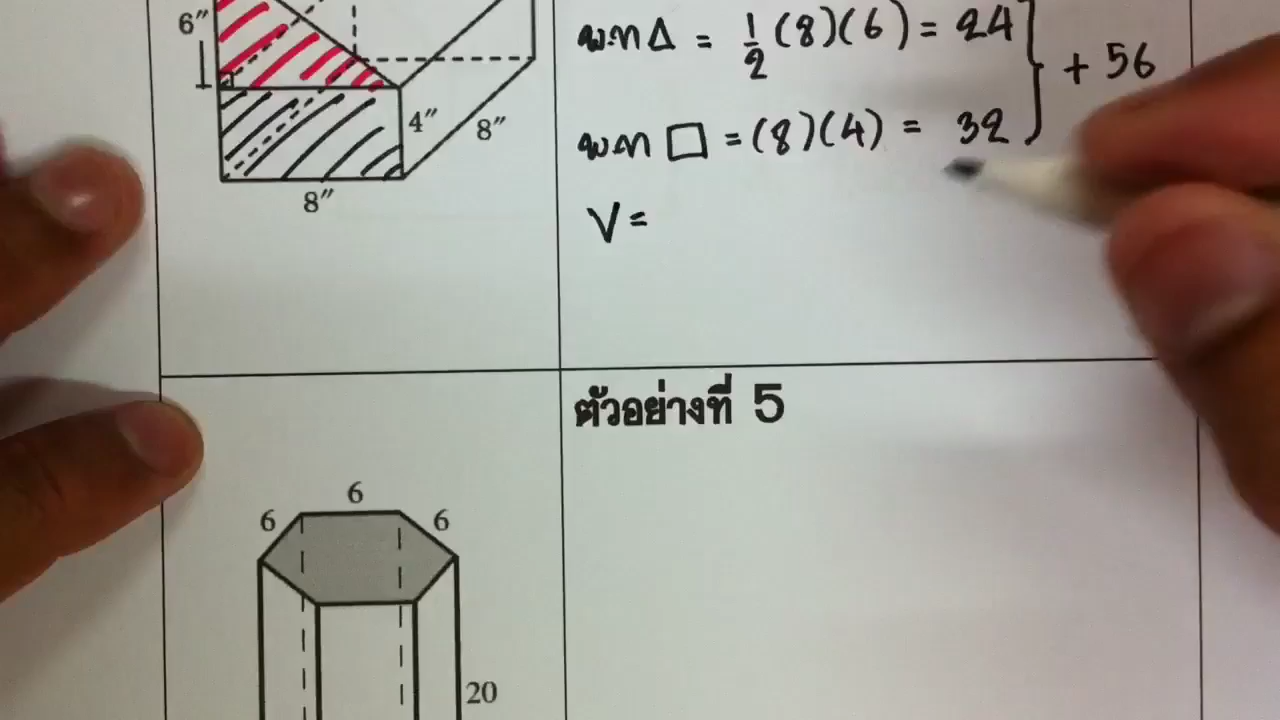 6″
4″
8″
8″
พ.ท △ = 1/2 (8)(6) = 24
+ 56
พ.ท □ = (8)(4) = 32
V =
ตัวอย่างที่ 5
6
6
6
20